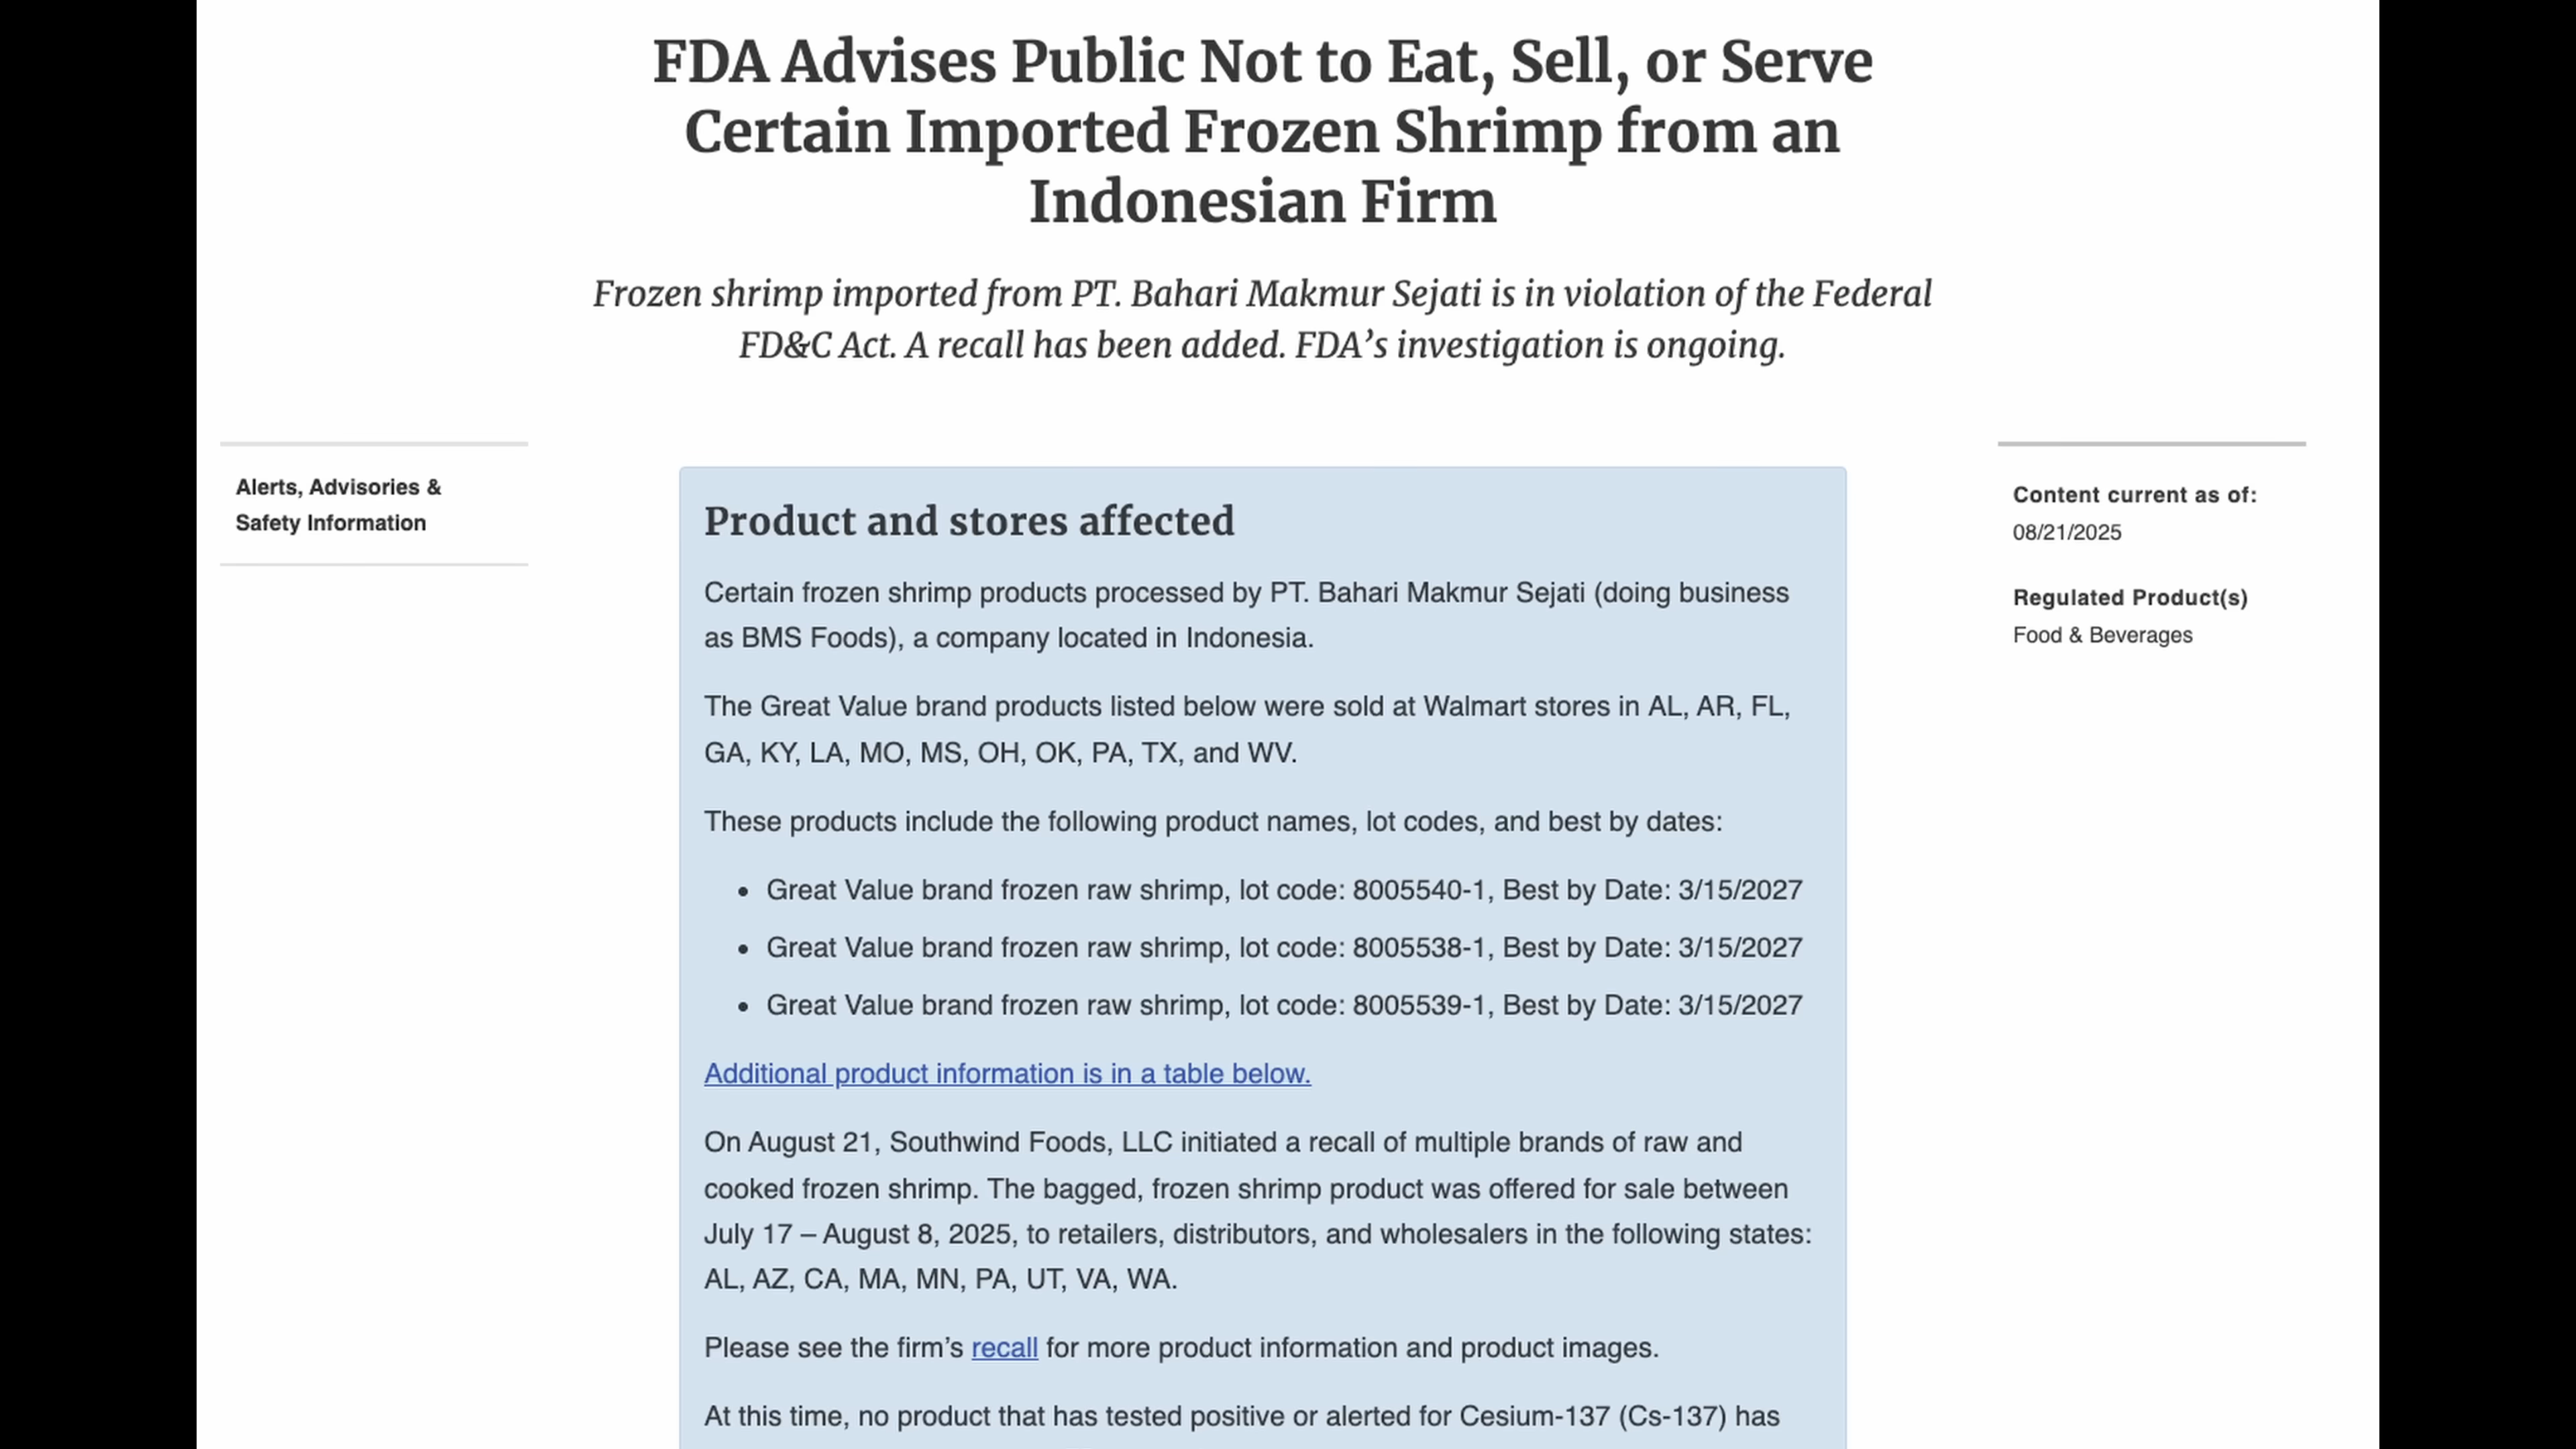 FDA Advises Public Not to Eat, Sell, or Serve
Certain Imported Frozen Shrimp from an
Indonesian Firm
Frozen shrimp imported from PT. Bahari Makmur Sejati is in violation of the Federal
FD&C Act. A recall has been added. FDA’s investigation is ongoing.
Alerts, Advisories &
Safety Information
Product and stores affected
Certain frozen shrimp products processed by PT. Bahari Makmur Sejati (doing business
as BMS Foods), a company located in Indonesia.
The Great Value brand products listed below were sold at Walmart stores in AL, AR, FL,
GA, KY, LA, MO, MS, OH, OK, PA, TX, and WV.
These products include the following product names, lot codes, and best by dates:
• Great Value brand frozen raw shrimp, lot code: 8005540-1, Best by Date: 3/15/2027
• Great Value brand frozen raw shrimp, lot code: 8005538-1, Best by Date: 3/15/2027
• Great Value brand frozen raw shrimp, lot code: 8005539-1, Best by Date: 3/15/2027
Additional product information is in a table below.
On August 21, Southwind Foods, LLC initiated a recall of multiple brands of raw and
cooked frozen shrimp. The bagged, frozen shrimp product was offered for sale between
July 17 – August 8, 2025, to retailers, distributors, and wholesalers in the following states:
AL, AZ, CA, MA, MN, PA, UT, VA, WA.
Please see the firm’s recall for more product information and product images.
At this time, no product that has tested positive or alerted for Cesium-137 (Cs-137) has
Content current as of:
08/21/2025
Regulated Product(s)
Food & Beverages